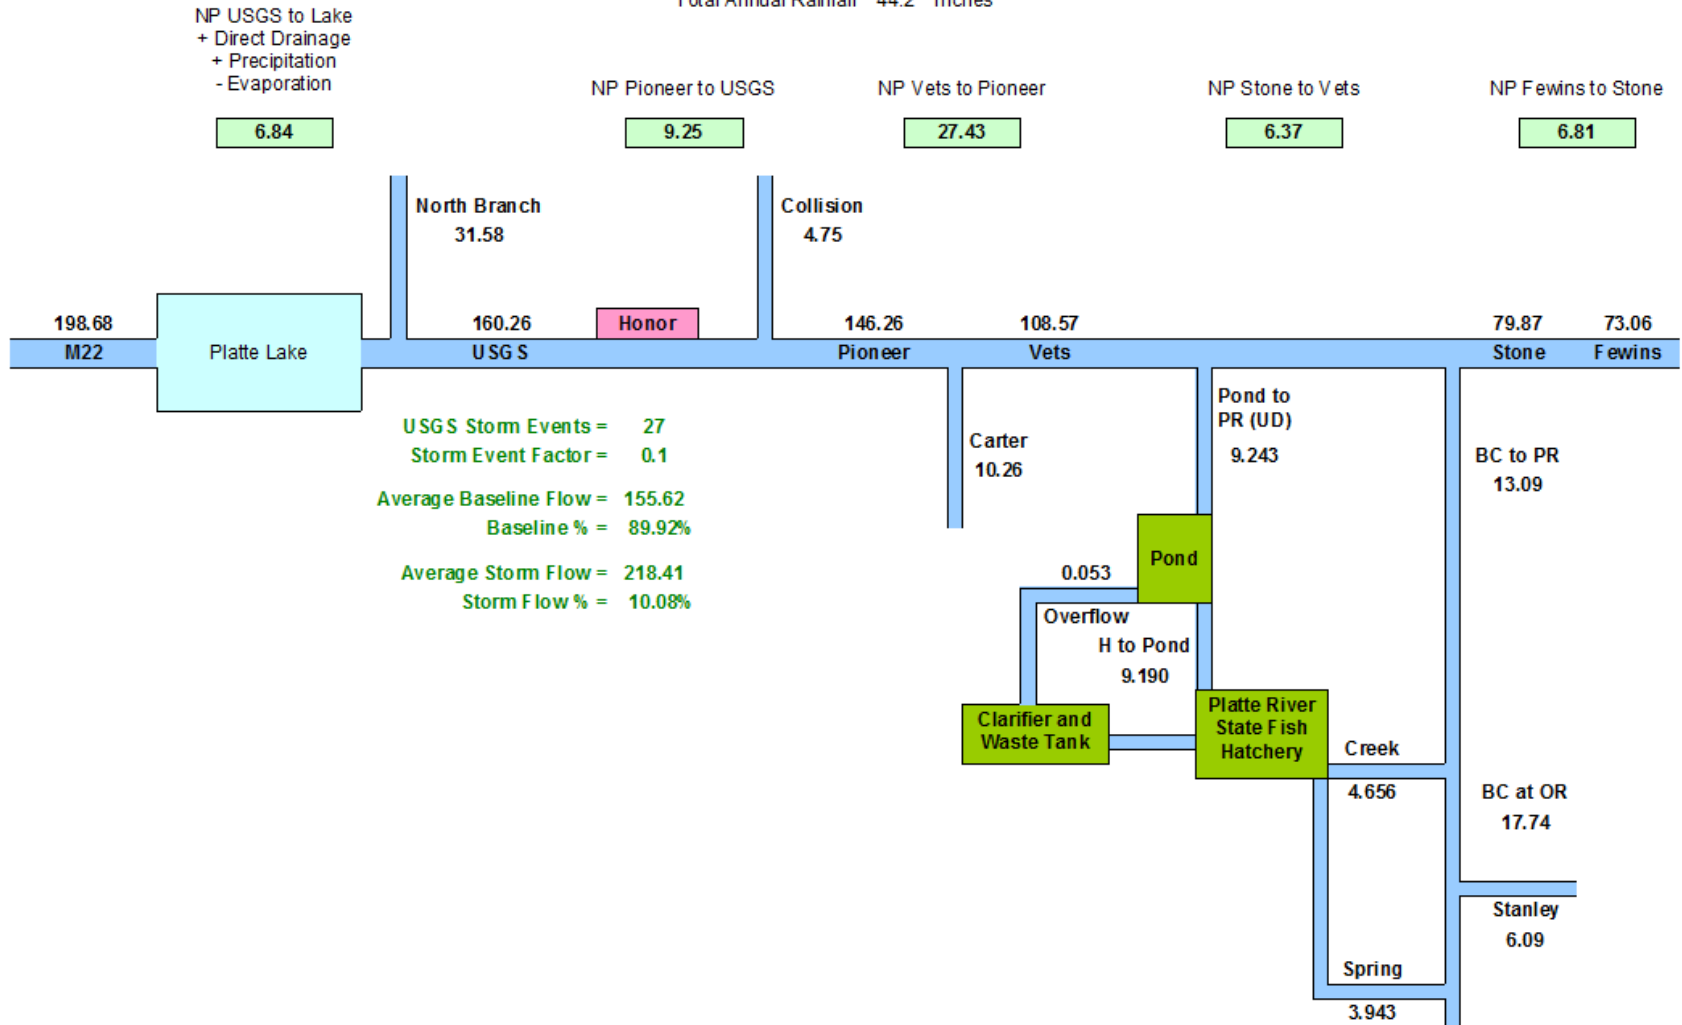 Total Annual Rainfall 44.2 Inches
NP USGS to Lake
+ Direct Drainage
+ Precipitation
- Evaporation
NP Pioneer to USGS
NP Vets to Pioneer
NP Stone to Vets
NP Fewins to Stone
6.84
9.25
27.43
6.37
6.81
North Branch
31.58
Collision
4.75
198.68
160.26
Honor
146.26
108.57
79.87
73.06
M22
Platte Lake
USGS
Pioneer
Vets
Stone
Fewins
USGS Storm Events = 27
Storm Event Factor = 0.1
Average Baseline Flow = 155.62
Baseline % = 89.92%
Average Storm Flow = 218.41
Storm Flow % = 10.08%
Carter
10.26
Pond to
PR (UD)
9.243
BC to PR
13.09
Pond
0.053
Overflow
H to Pond
9.190
Clarifier and
Waste Tank
Platte River
State Fish
Hatchery
Creek
4.656
BC at OR
17.74
Stanley
6.09
Spring
3.943